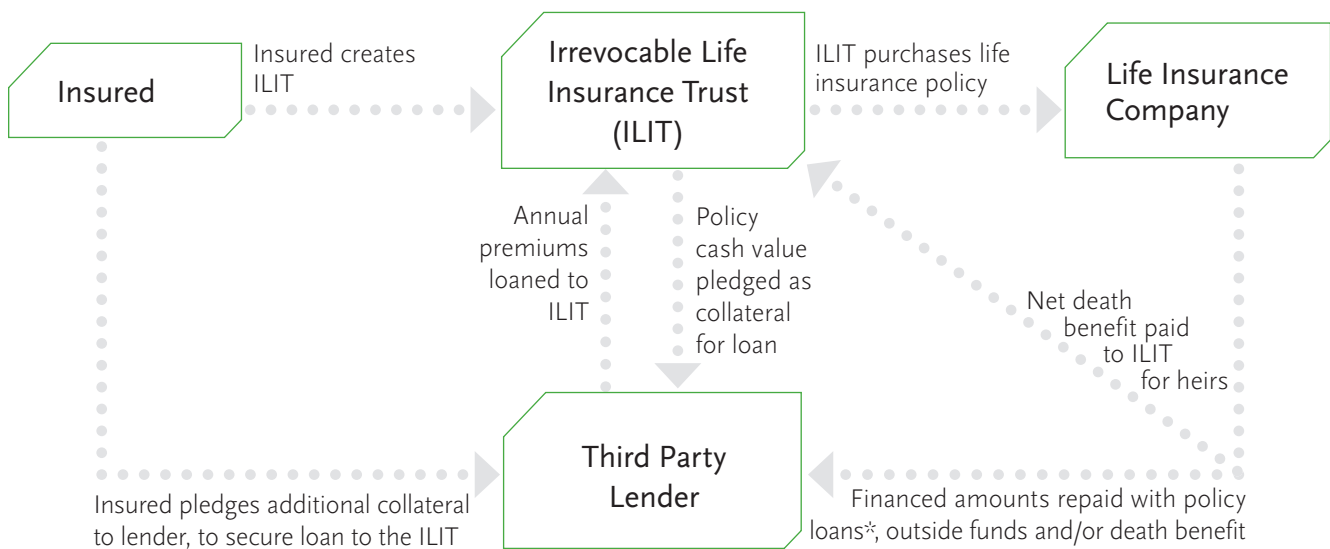 Insured
Insured creates
ILIT
Irrevocable Life
Insurance Trust
(ILIT)
ILIT purchases life
insurance policy
Life Insurance
Company
Annual
premiums
loaned to
ILIT
Policy
cash value
pledged as
collateral
for loan
Net death
benefit paid
to ILIT
for heirs
Third Party
Lender
Insured pledges additional collateral
to lender, to secure loan to the ILIT
Financed amounts repaid with policy
loans*, outside funds and/or death benefit